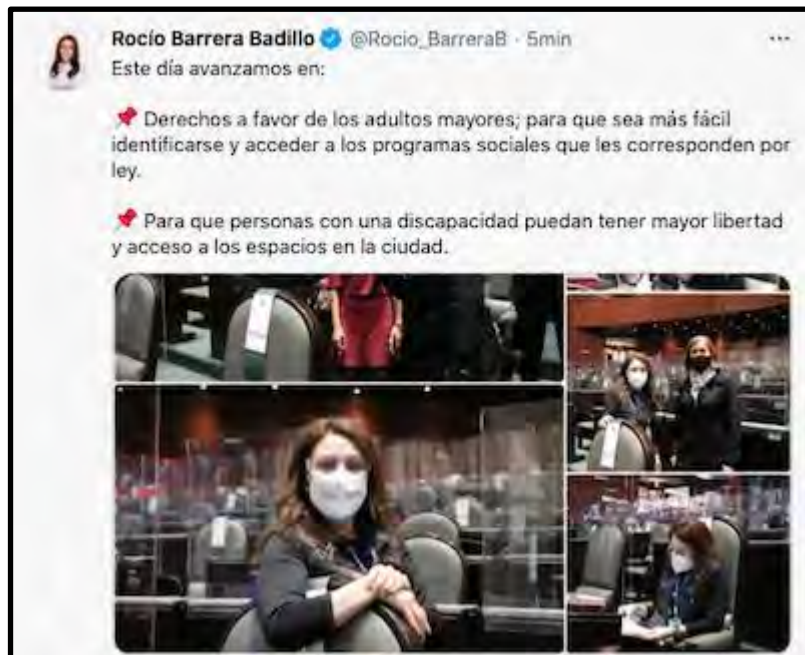 Rocío Barrera Badillo @Rocio_BarreraB · 5min
Este día avanzamos en:
📌 Derechos a favor de los adultos mayores; para que sea más fácil
identificarse y acceder a los programas sociales que les corresponden por
ley.
📌 Para que personas con una discapacidad puedan tener mayor libertad
y acceso a los espacios en la ciudad.